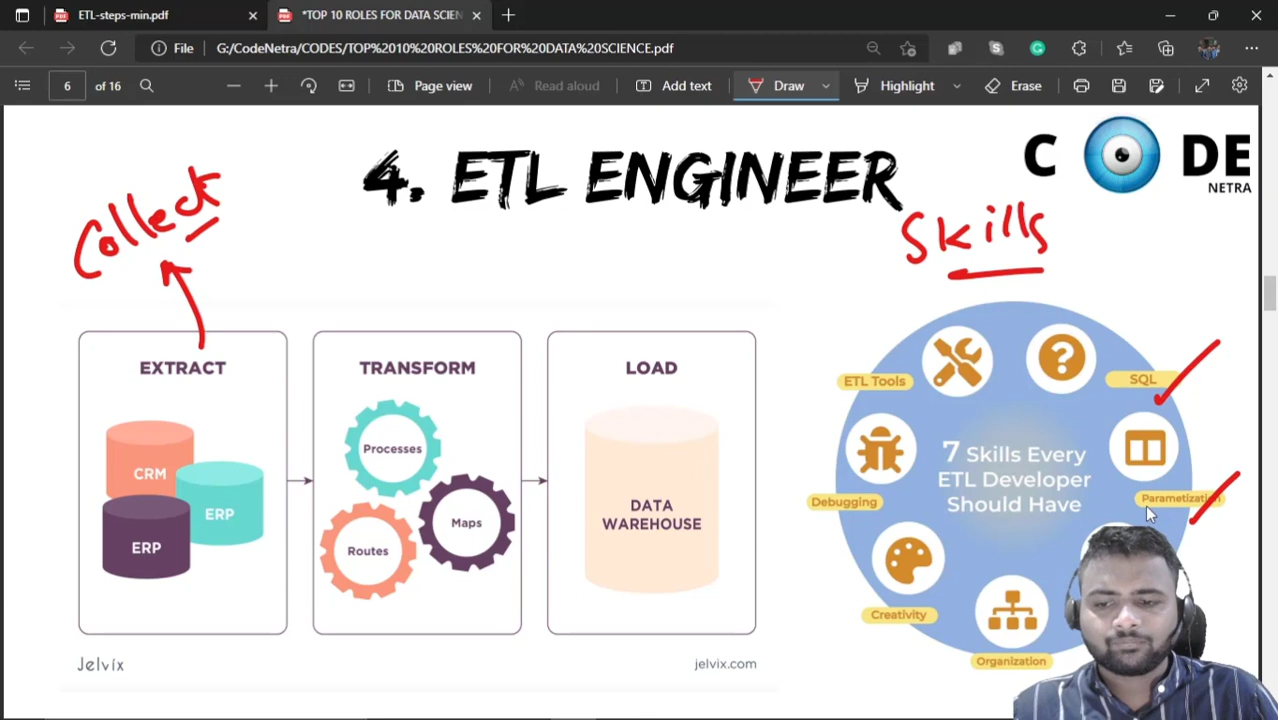 ETL-steps-min.pdf
*TOP 10 ROLES FOR DATA SCIEN
File
G:/CodeNetra/CODES/TOP%2010%20ROLES%20FOR%20DATA%20SCIENCE.pdf
6
of 16
Page view
Read aloud
Add text
Draw
Highlight
Erase
4. ETL ENGINEER
C DE
NETRA
Collect
Skills
EXTRACT
CRM
ERP
ERP
TRANSFORM
Processes
Maps
Routes
LOAD
DATA
WAREHOUSE
Jelvix
jelvix.com
ETL Tools
SQL
Debugging
7 Skills Every
ETL Developer
Should Have
Parametization
Creativity
Organization